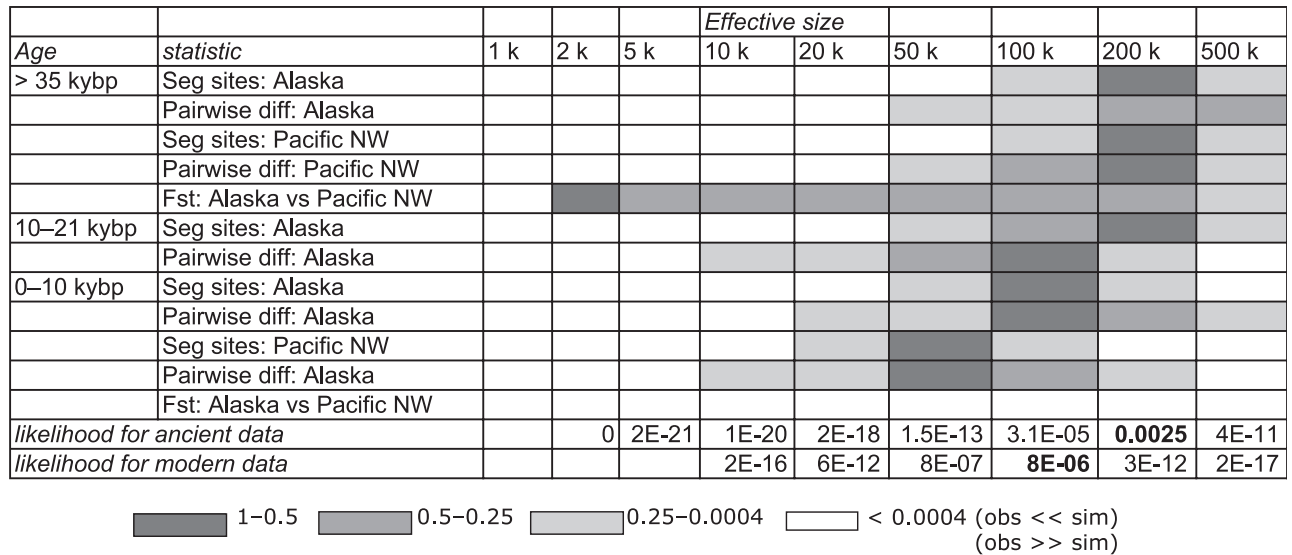 Effective size
Age statistic 1 k 2 k 5 k 10 k 20 k 50 k 100 k 200 k 500 k
> 35 kybp Seg sites: Alaska
Pairwise diff: Alaska
Seg sites: Pacific NW
Pairwise diff: Pacific NW
Fst: Alaska vs Pacific NW
10–21 kybp Seg sites: Alaska
Pairwise diff: Alaska
0–10 kybp Seg sites: Alaska
Pairwise diff: Alaska
Seg sites: Pacific NW
Pairwise diff: Alaska
Fst: Alaska vs Pacific NW
likelihood for ancient data 0 2E-21 1E-20 2E-18 1.5E-13 3.1E-05 0.0025 4E-11
likelihood for modern data 2E-16 6E-12 8E-07 8E-06 3E-12 2E-17
1–0.5 0.5–0.25 0.25–0.0004 < 0.0004 (obs << sim)
(obs >> sim)